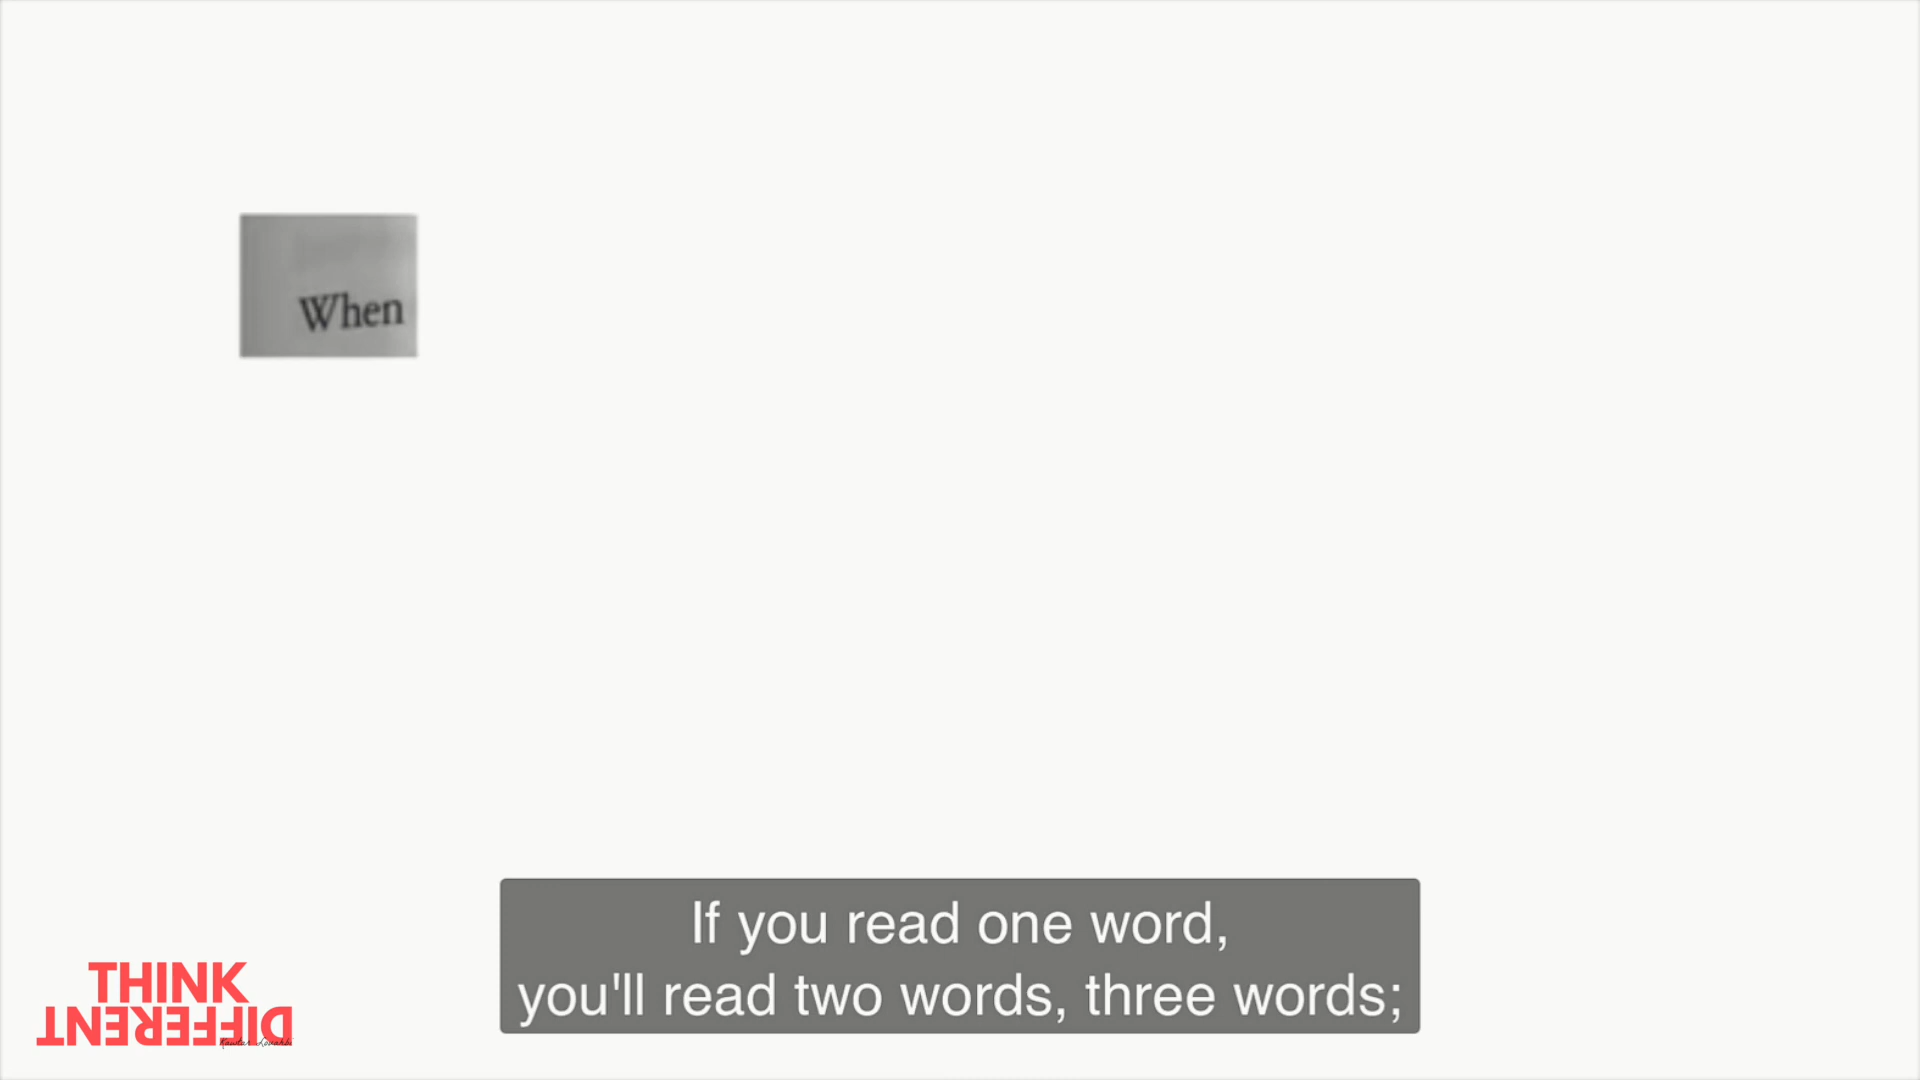 When
If you read one word,
you'll read two words, three words;
THINK
DIFFERENT